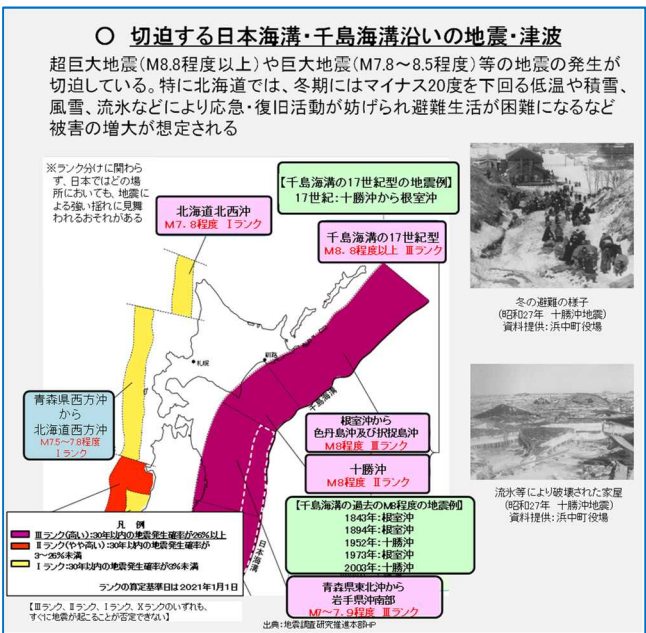 〇 切迫する日本海溝・千島海溝沿いの地震・津波
超巨大地震（M8.8程度以上）や巨大地震（M7.8～8.5程度）等の地震の発生が
切迫している。特に北海道では、冬期にはマイナス20度を下回る低温や積雪、
風雪、流氷などにより応急・復旧活動が妨げられ避難生活が困難になるなど
被害の増大が想定される
※ランク分けに関わら
ず、日本ではどの場
所においても、地震に
よる強い揺れに見舞
われるおそれがある
【千島海溝の17世紀型の地震例】
17世紀：十勝沖から根室沖
北海道北西沖
M7.8程度 Ⅰランク
千島海溝の17世紀型
M8.8程度以上 Ⅲランク
冬の避難の様子
（昭和27年 十勝沖地震）
資料提供：浜中町役場
札幌
釧路
千島海溝
青森県西方沖
から
北海道西方沖
M7.5～7.8程度
Ⅰランク
根室沖から
色丹島沖及び択捉島沖
M8程度 Ⅲランク
十勝沖
M8程度 Ⅱランク
流氷等により破壊された家屋
（昭和27年 十勝沖地震）
資料提供：浜中町役場
【千島海溝の過去のM8程度の地震例】
1843年：根室沖
1894年：根室沖
1952年：十勝沖
1973年：根室沖
2003年：十勝沖
日本海溝
凡 例
Ⅲランク（高い）：30年以内の地震発生確率が26%以上
Ⅱランク（やや高い）：30年以内の地震発生確率が
3～26%未満
Ⅰランク：30年以内の地震発生確率が3%未満
ランクの算定基準日は2021年1月1日
青森県東北沖から
岩手県沖南部
M7～7.9程度 Ⅲランク
【Ⅲランク、Ⅱランク、Ⅰランク、Xランクのいずれも、
すぐに地震が起こることが否定できない】
出典：地震調査研究推進本部HP